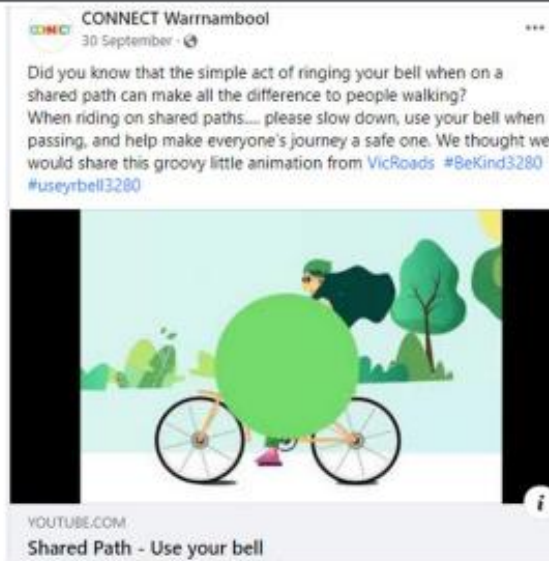 CONNECT
CONNECT Warrnambool
30 September ·
Did you know that the simple act of ringing your bell when on a
shared path can make all the difference to people walking?
When riding on shared paths.... please slow down, use your bell when
passing, and help make everyone's journey a safe one. We thought we
would share this groovy little animation from VicRoads #BeKind3280
#useyrbell3280
i
YOUTUBE.COM
Shared Path - Use your bell